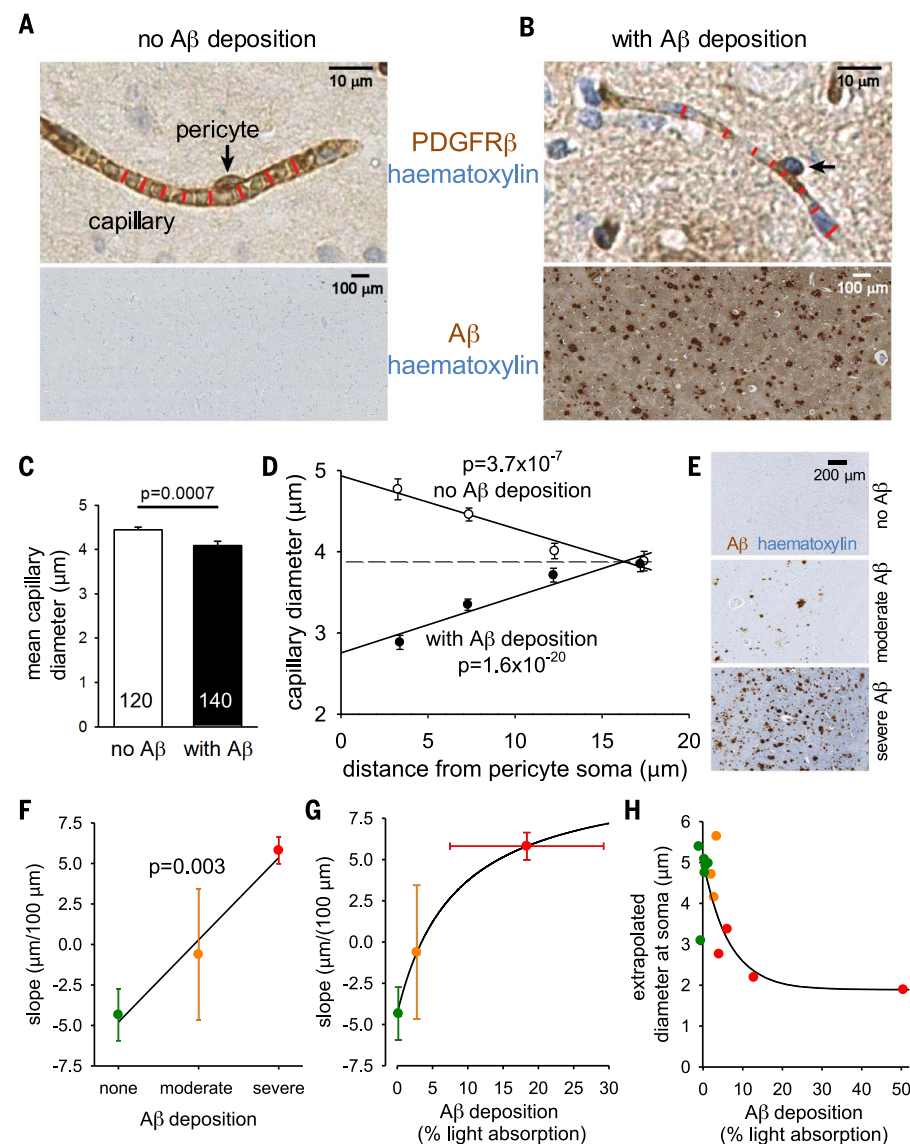 A
no Aβ deposition
10 µm
pericyte
capillary
100 µm
B
with Aβ deposition
10 µm
100 µm
PDGFRβ
haematoxylin
Aβ
haematoxylin
C
p=0.0007
5
4
3
2
1
0
mean capillary
diameter (µm)
120
140
no Aβ
with Aβ
D
p=3.7x10⁻⁷
no Aβ deposition
with Aβ deposition
p=1.6x10⁻²⁰
5
4
3
2
capillary diameter (µm)
0
5
10
15
20
distance from pericyte soma (µm)
E
200 µm
Aβ haematoxylin
no Aβ
moderate Aβ
severe Aβ
F
p=0.003
7.5
5.0
2.5
0.0
-2.5
-5.0
-7.5
slope (µm/100 µm)
none
moderate
severe
Aβ deposition
G
7.5
5.0
2.5
0.0
-2.5
-5.0
-7.5
slope (µm/(100 µm)
0
5
10
15
20
25
30
Aβ deposition
(% light absorption)
H
6
5
4
3
2
1
0
extrapolated
diameter at soma (µm)
0
10
20
30
40
50
Aβ deposition
(% light absorption)